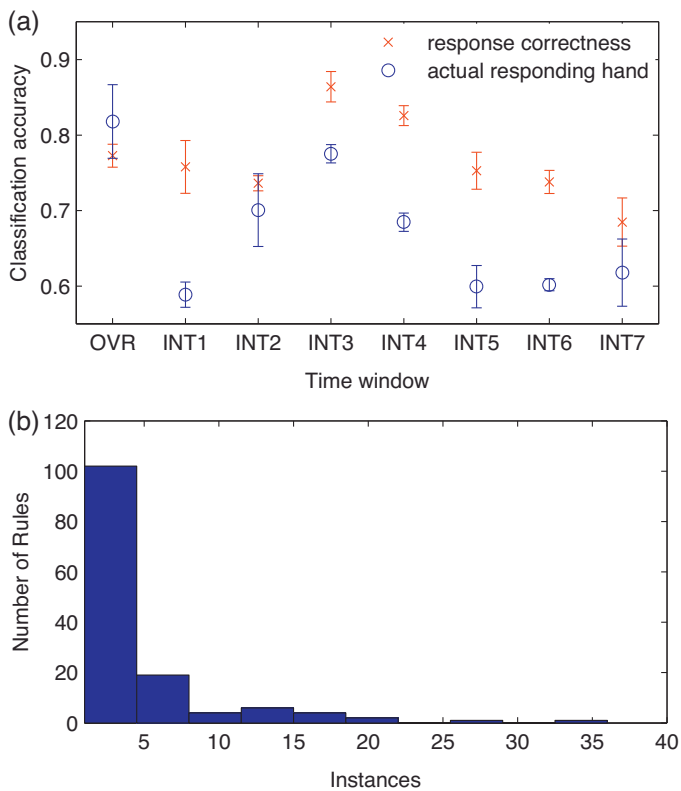 (a)
response correctness
actual responding hand
Classification accuracy
0.9
0.8
0.7
0.6
OVR INT1 INT2 INT3 INT4 INT5 INT6 INT7
Time window
(b)
Number of Rules
120
100
80
60
40
20
0
5 10 15 20 25 30 35 40
Instances